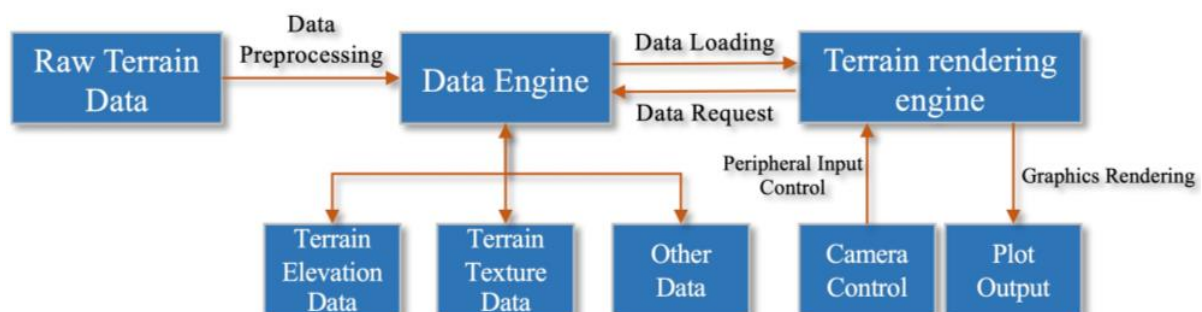 Raw Terrain
Data
Data
Preprocessing
Data Engine
Data Loading
Data Request
Terrain rendering
engine
Peripheral Input
Control
Graphics Rendering
Terrain
Elevation
Data
Terrain
Texture
Data
Other
Data
Camera
Control
Plot
Output